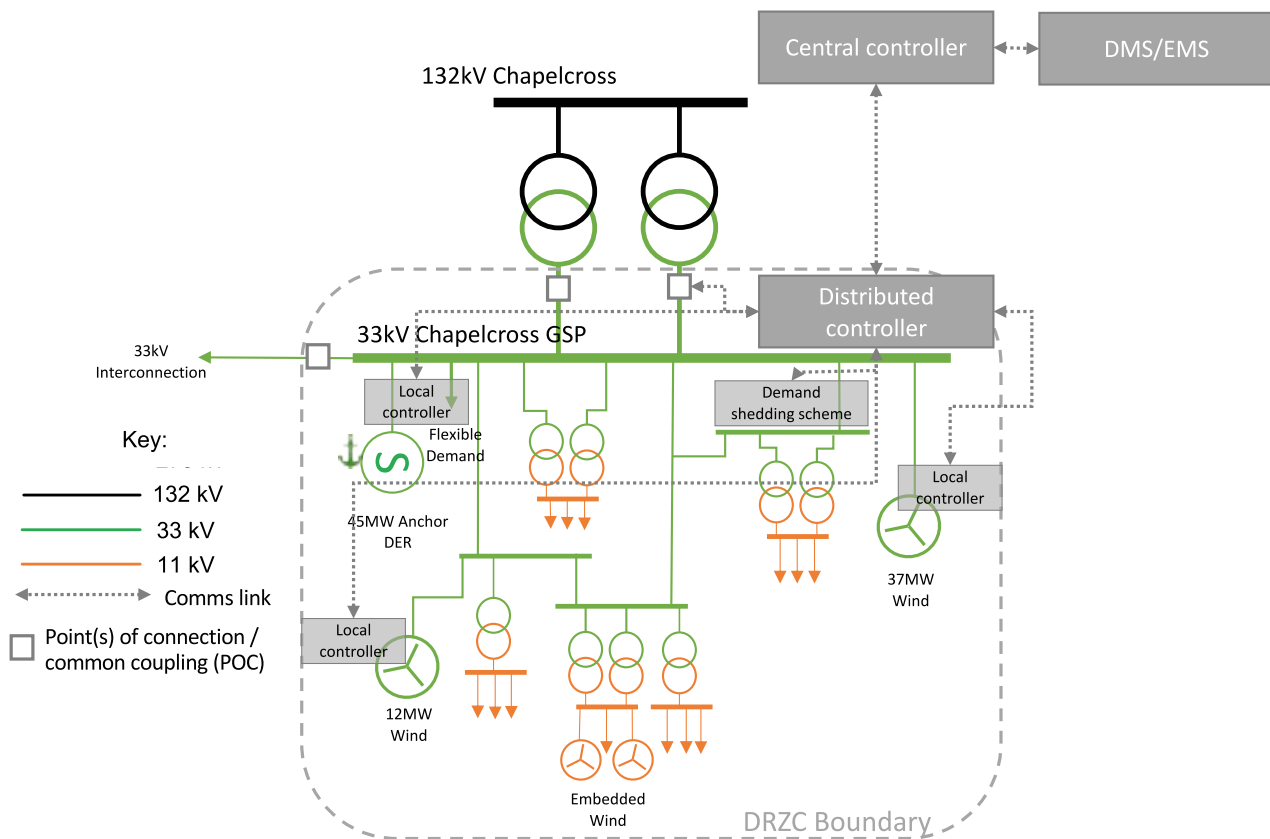 Central controller
DMS/EMS
132kV Chapelcross
Distributed
controller
33kV Chapelcross GSP
33kV
Interconnection
Local
controller
Flexible
Demand
Demand
shedding scheme
Local
controller
Key:
132 kV
33 kV
11 kV
Comms link
Point(s) of connection /
common coupling (POC)
S
45MW Anchor
DER
37MW
Wind
Local
controller
12MW
Wind
Embedded
Wind
DRZC Boundary